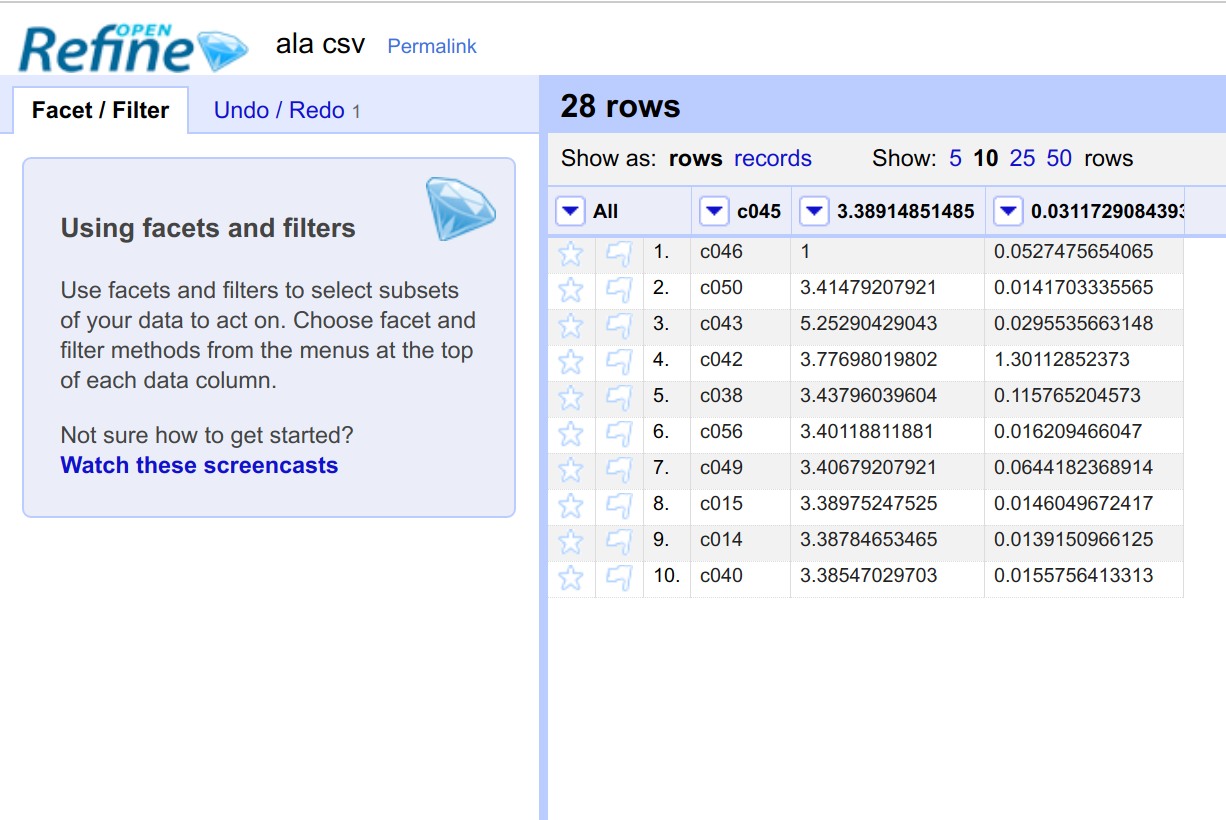 OPEN
Refine ala csv Permalink
Facet / Filter Undo / Redo 1
Using facets and filters
Use facets and filters to select subsets
of your data to act on. Choose facet and
filter methods from the menus at the top
of each data column.
Not sure how to get started?
Watch these screencasts
28 rows
Show as: rows records Show: 5 10 25 50 rows
All c045 3.38914851485 0.0311729084393
1. c046 1 0.0527475654065
2. c050 3.41479207921 0.0141703335565
3. c043 5.25290429043 0.0295535663148
4. c042 3.77698019802 1.30112852373
5. c038 3.43796039604 0.115765204573
6. c056 3.40118811881 0.016209466047
7. c049 3.40679207921 0.0644182368914
8. c015 3.38975247525 0.0146049672417
9. c014 3.38784653465 0.0139150966125
10. c040 3.38547029703 0.0155756413313